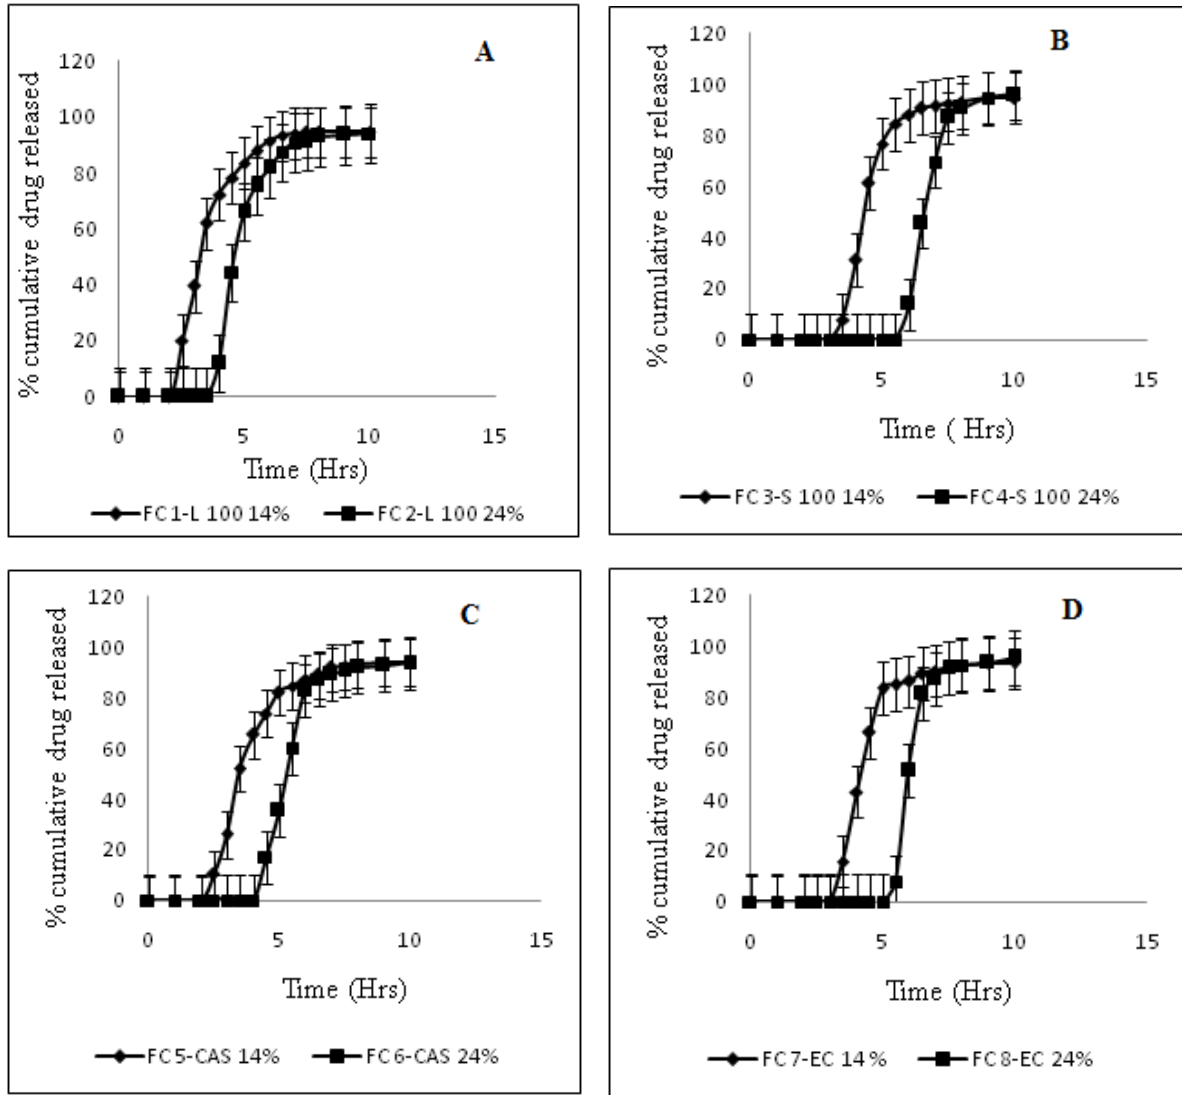 A
% cumulative drug released
120
100
80
60
40
20
0
0 5 10 15
Time (Hrs)
FC1-L 100 14% FC2-L 100 24%
B
% cumulative drug released
120
100
80
60
40
20
0
0 5 10 15
Time ( Hrs)
FC3-S 100 14% FC4-S 100 24%
C
% cumulative drug released
120
100
80
60
40
20
0
0 5 10 15
Time (Hrs)
FC5-CAS 14% FC6-CAS 24%
D
% cumulative drug released
120
100
80
60
40
20
0
0 5 10 15
Time (Hrs)
FC7-EC 14% FC8-EC 24%